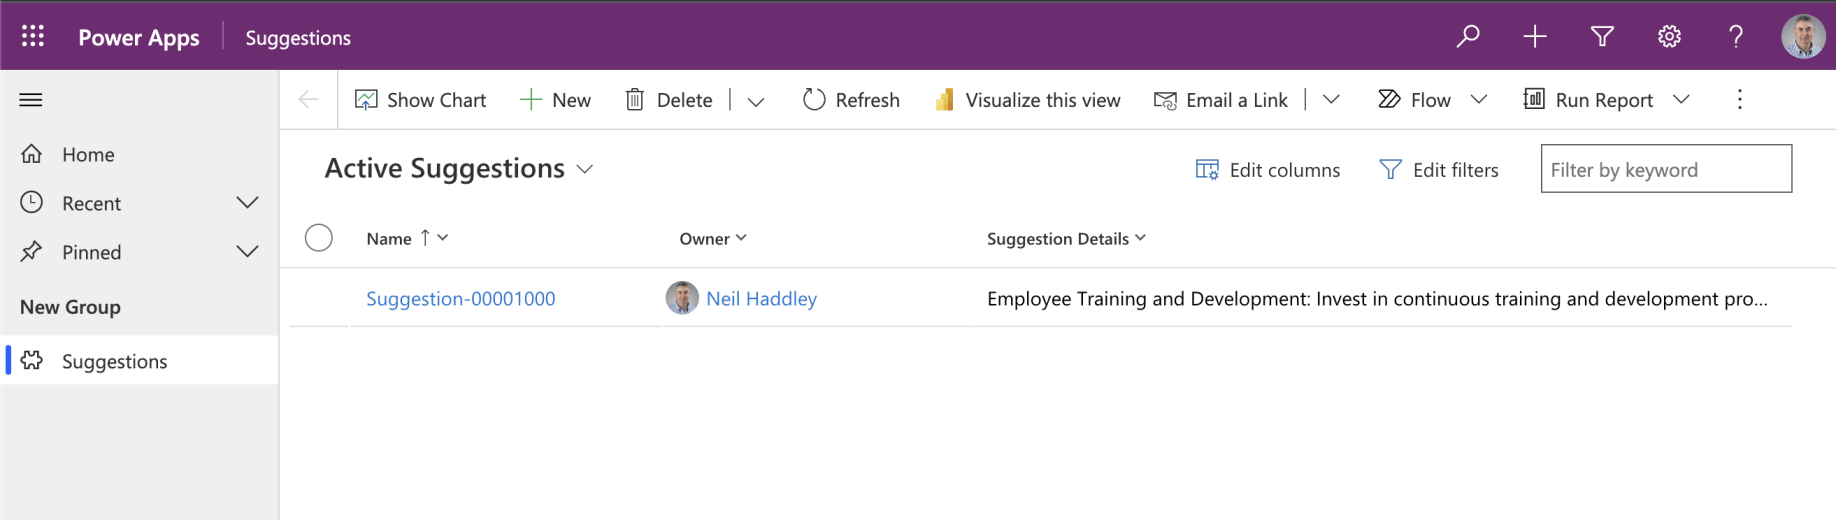 Power Apps Suggestions
Show Chart New Delete Refresh Visualize this view Email a Link Flow Run Report
Home
Recent
Pinned
New Group
Suggestions
Active Suggestions
Edit columns Edit filters Filter by keyword
Name Owner Suggestion Details
Suggestion-00001000 Neil Haddley Employee Training and Development: Invest in continuous training and development pro...